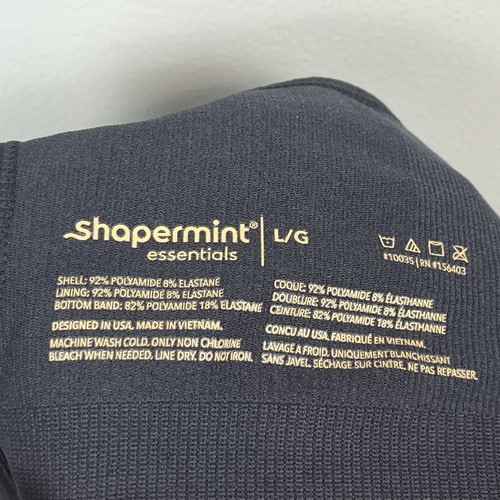 Shapermint®
essentials
L/G
#10035 | RN #156403
SHELL: 92% POLYAMIDE 8% ELASTANE
LINING: 92% POLYAMIDE 8% ELASTANE
BOTTOM BAND: 82% POLYAMIDE 18% ELASTANE
DESIGNED IN USA. MADE IN VIETNAM.
MACHINE WASH COLD. ONLY NON CHLORINE
BLEACH WHEN NEEDED. LINE DRY. DO NOT IRON.
COQUE: 92% POLYAMIDE 8% ÉLASTHANNE
DOUBLURE: 92% POLYAMIDE 8% ÉLASTHANNE
CEINTURE: 82% POLYAMIDE 18% ÉLASTHANNE
CONCU AU USA. FABRIQUÉ EN VIETNAM.
LAVAGE A FROID. UNIQUEMENT BLANCHISSANT
SANS JAVEL. SÉCHAGE SUR CINTRE. NE PAS REPASSER.